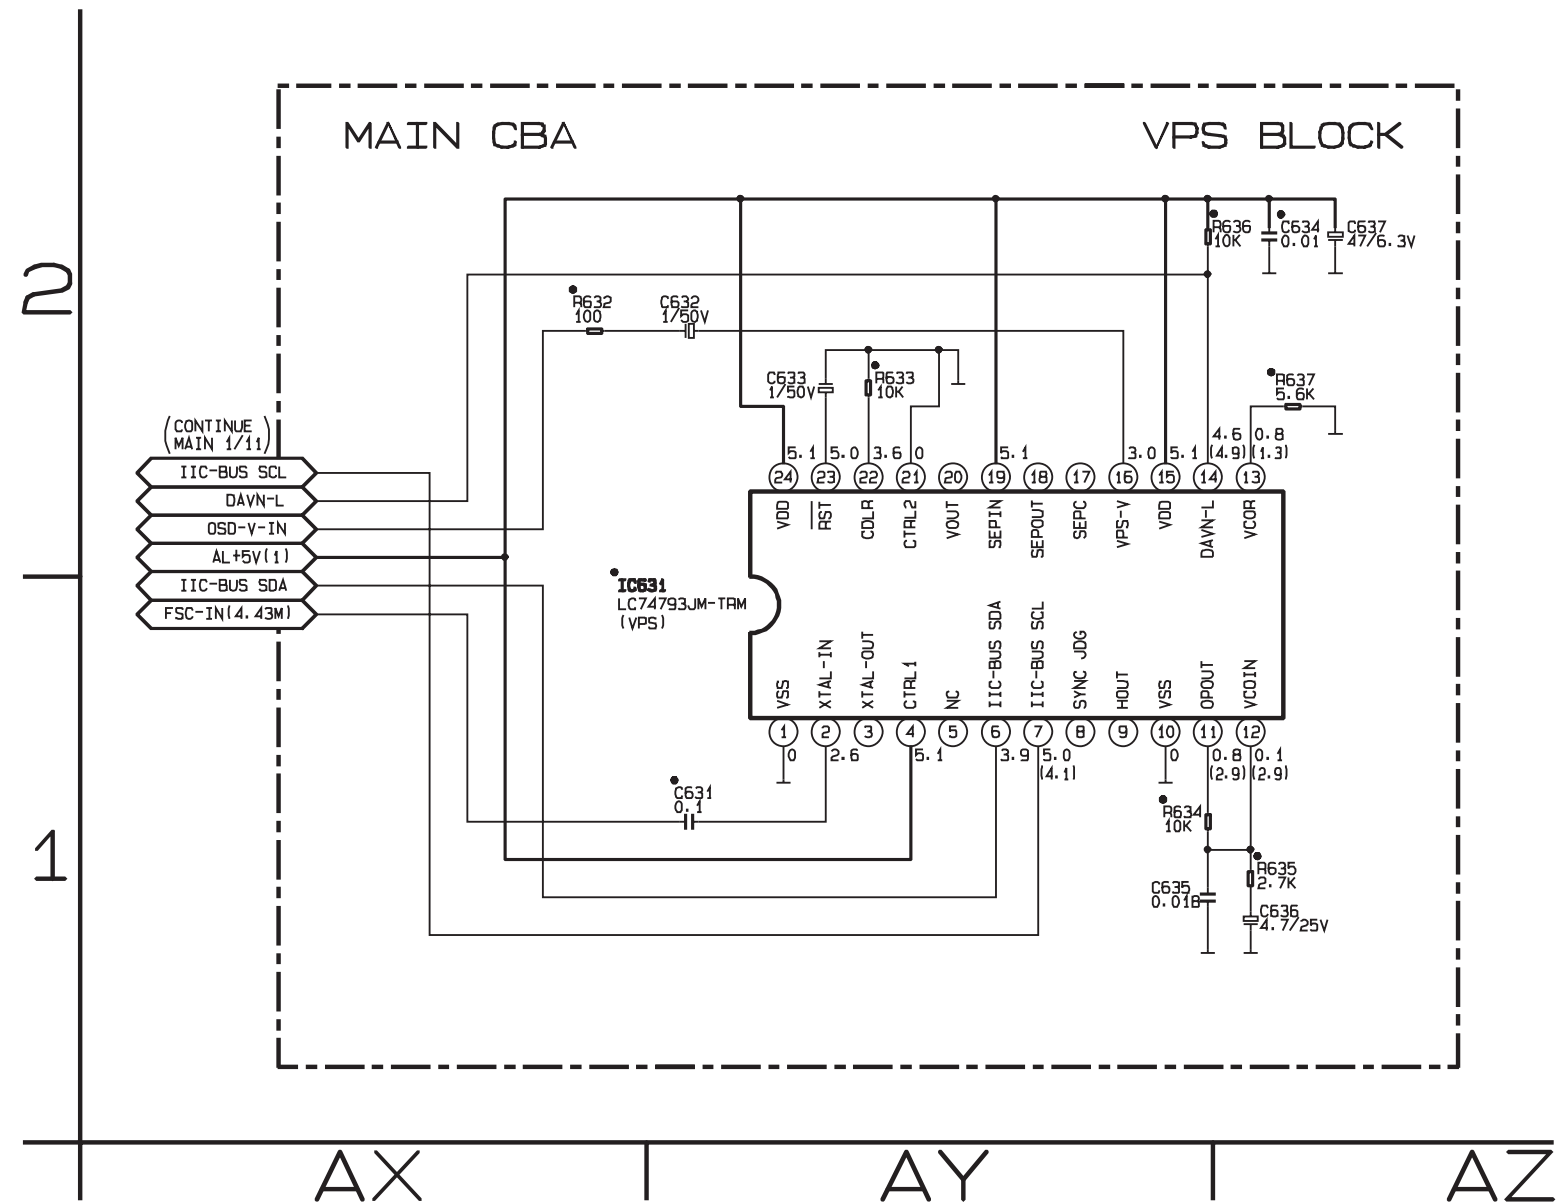 MAIN CBA
VPS BLOCK
2
R636
10K
C634
0.01
C637
47/6.3V
R632
100
C632
1/50V
C633
1/50V
R633
10K
R637
5.6K
(CONTINUE
MAIN 1/11)
IIC-BUS SCL
DAVN-L
OSD-V-IN
AL+5V(1)
IIC-BUS SDA
FSC-IN(4.43M)
4.6 0.8
5.1 5.0 3.6 0 5.1 3.0 5.1 (4.9) (1.3)
24 23 22 21 20 19 18 17 16 15 14 13
VDD
RST
CDLR
CTRL2
VOUT
SEPIN
SEPOUT
SEPC
VPS-V
VDD
DAVN-L
VCOR
IC631
LC74793JM-TRM
(VPS)
VSS
XTAL-IN
XTAL-OUT
CTRL1
NC
IIC-BUS SDA
IIC-BUS SCL
SYNC JDG
HOUT
VSS
OPOUT
VCOIN
1 2 3 4 5 6 7 8 9 10 11 12
0 2.6 5.1 3.9 5.0 0 0.8 0.1
(4.1) (2.9) (2.9)
C631
0.1
R634
10K
1
R635
2.7K
C635
0.01B
C636
4.7/25V
AX
AY
AZ